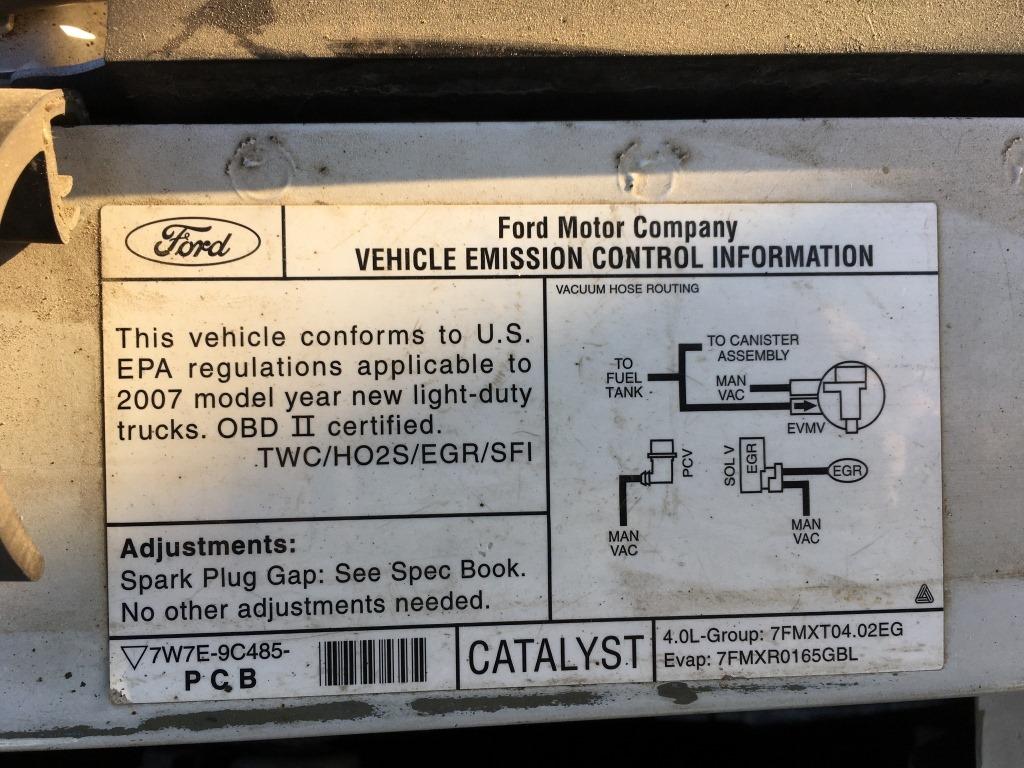 Ford
Ford Motor Company
VEHICLE EMISSION CONTROL INFORMATION
This vehicle conforms to U.S.
EPA regulations applicable to
2007 model year new light-duty
trucks. OBD II certified.
TWC/HO2S/EGR/SFI
Adjustments:
Spark Plug Gap: See Spec Book.
No other adjustments needed.
VACUUM HOSE ROUTING
TO CANISTER
ASSEMBLY
TO
FUEL
TANK
MAN
VAC
EVMV
PCV
MAN
VAC
SOL V
EGR
EGR
MAN
VAC
7W7E-9C485-
P C B
CATALYST
4.0L-Group: 7FMXT04.02EG
Evap: 7FMXR0165GBL